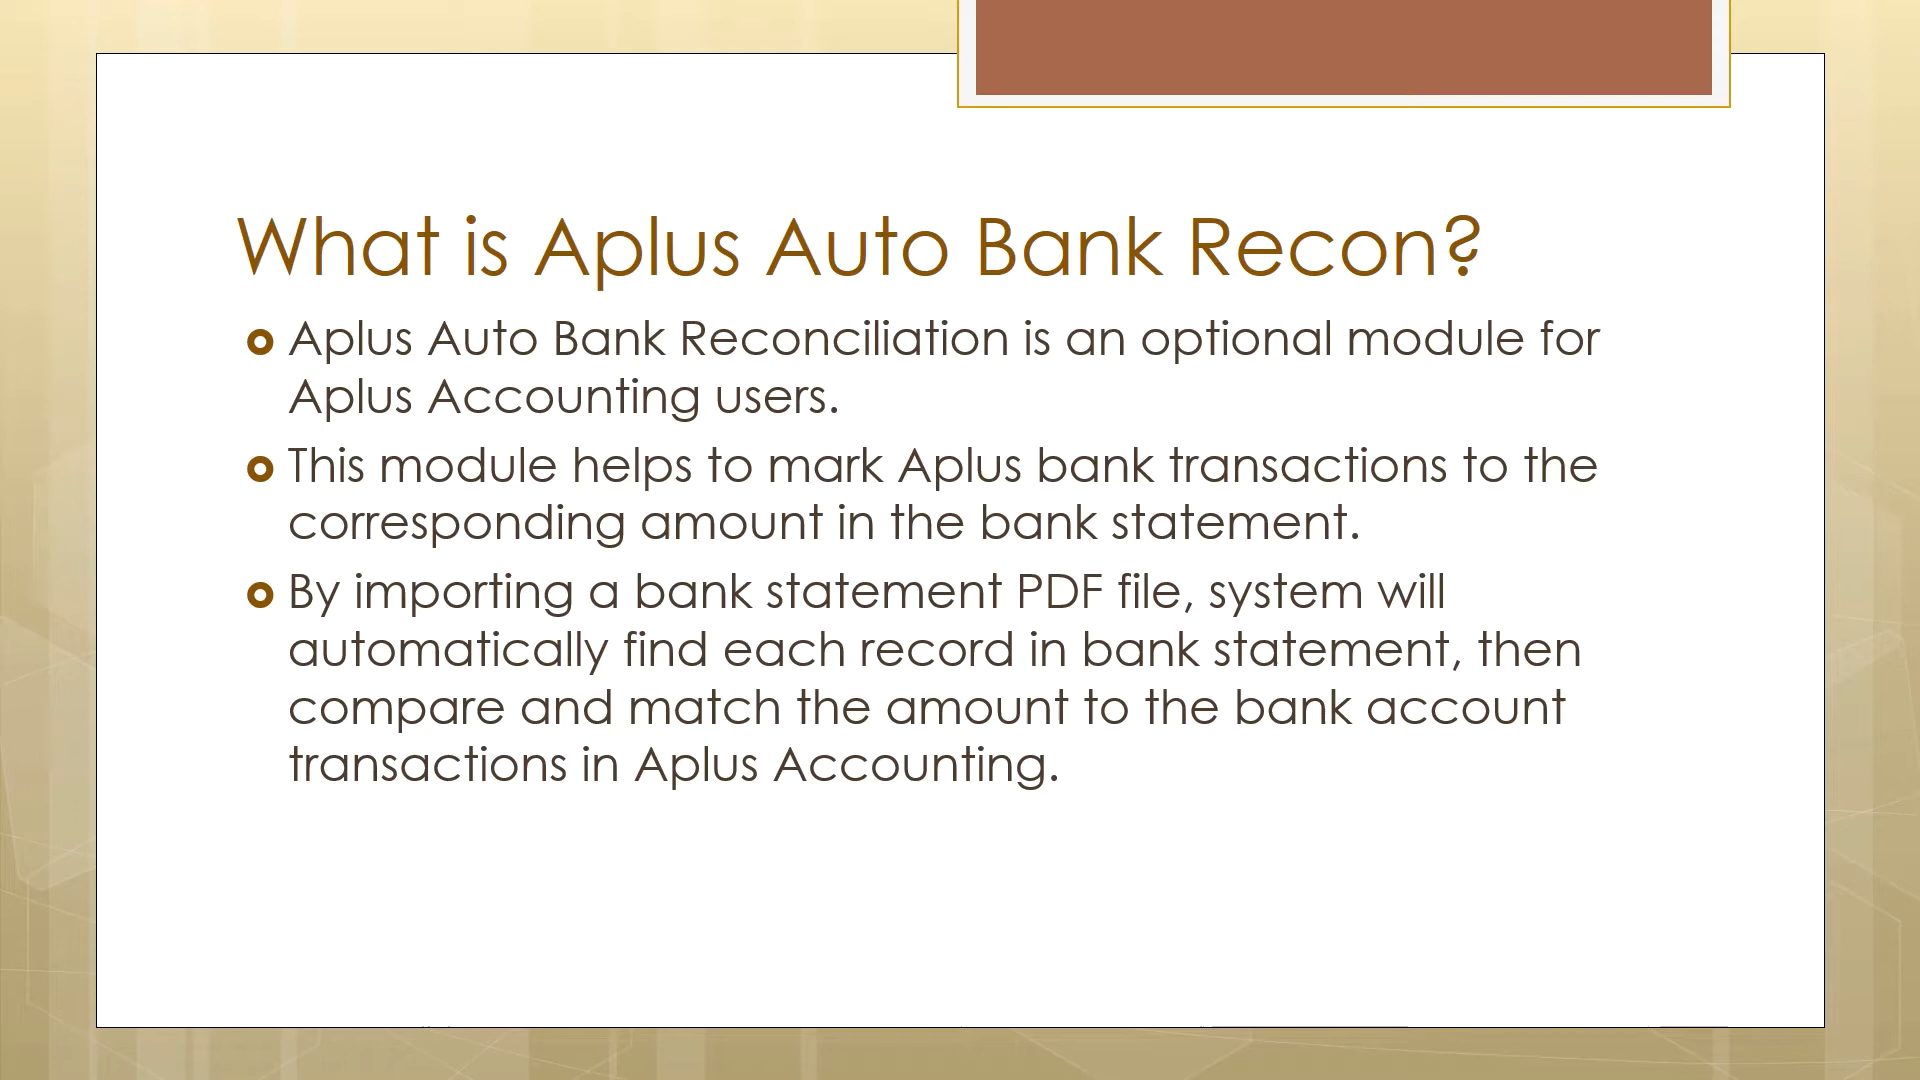 What is Aplus Auto Bank Recon?
Aplus Auto Bank Reconciliation is an optional module for
Aplus Accounting users.
This module helps to mark Aplus bank transactions to the
corresponding amount in the bank statement.
By importing a bank statement PDF file, system will
automatically find each record in bank statement, then
compare and match the amount to the bank account
transactions in Aplus Accounting.